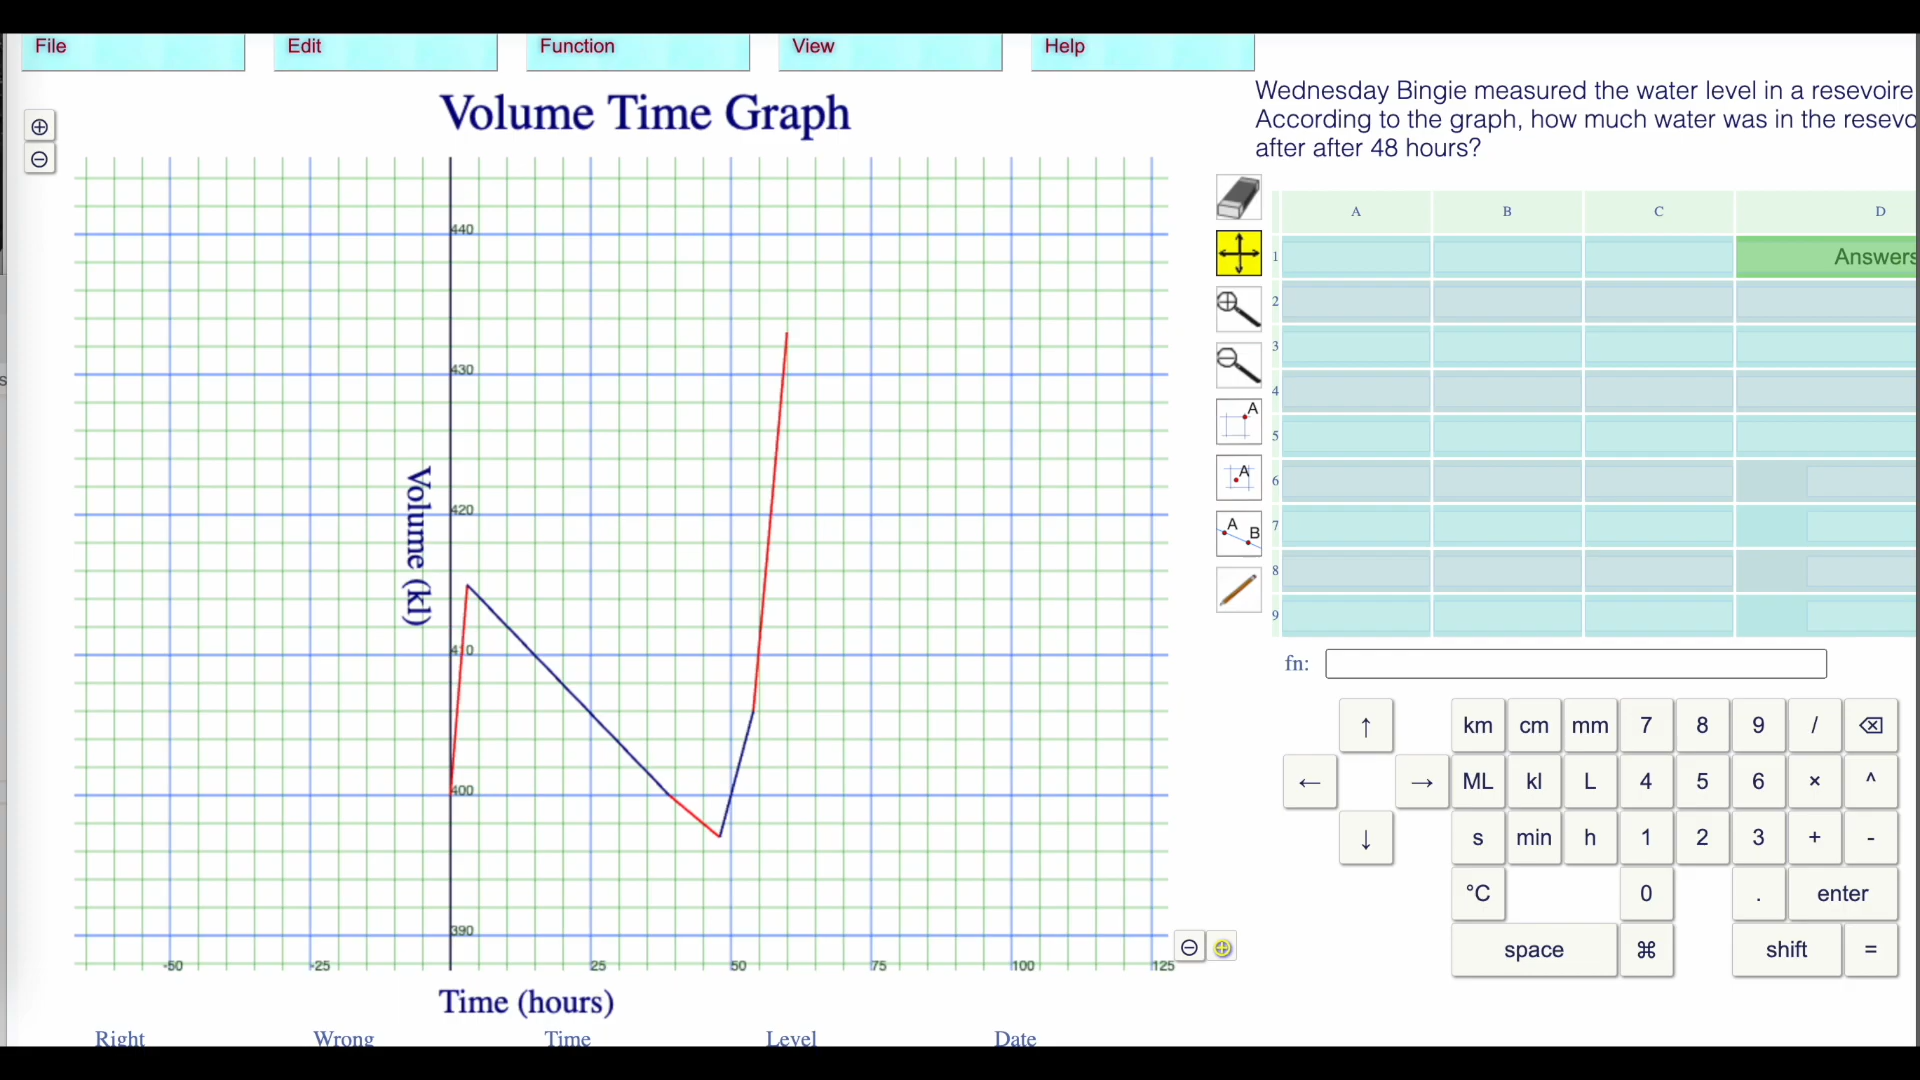 File Edit Function View Help
Volume Time Graph
Wednesday Bingie measured the water level in a resevoire
According to the graph, how much water was in the resevo
after after 48 hours?
440
430
420
410
400
390
Volume (kl)
-50 -25 25 50 75 100 125
Time (hours)
A B C D
1 Answers
2
3
4
5
6
7
8
9
A
A
A B
fn:
↑ km cm mm 7 8 9 / ⌫
← → ML kl L 4 5 6 × ^
↓ s min h 1 2 3 + -
°C 0 . enter
space ⌘ shift =
Right Wrong Time Level Date